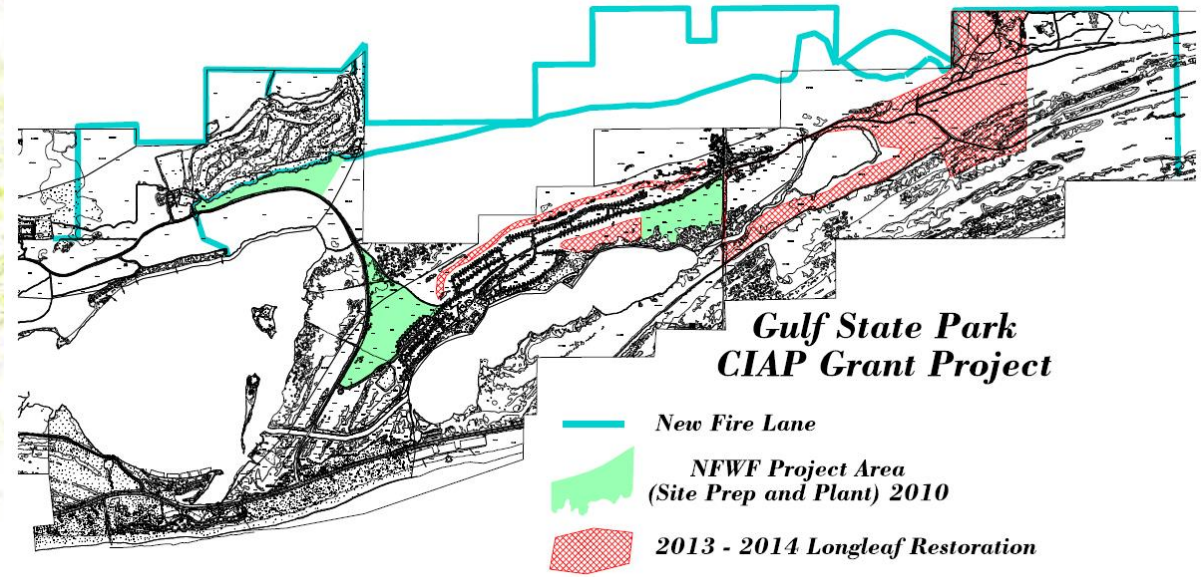 Gulf State Park
CIAP Grant Project
New Fire Lane
NFWF Project Area
(Site Prep and Plant) 2010
2013 - 2014 Longleaf Restoration